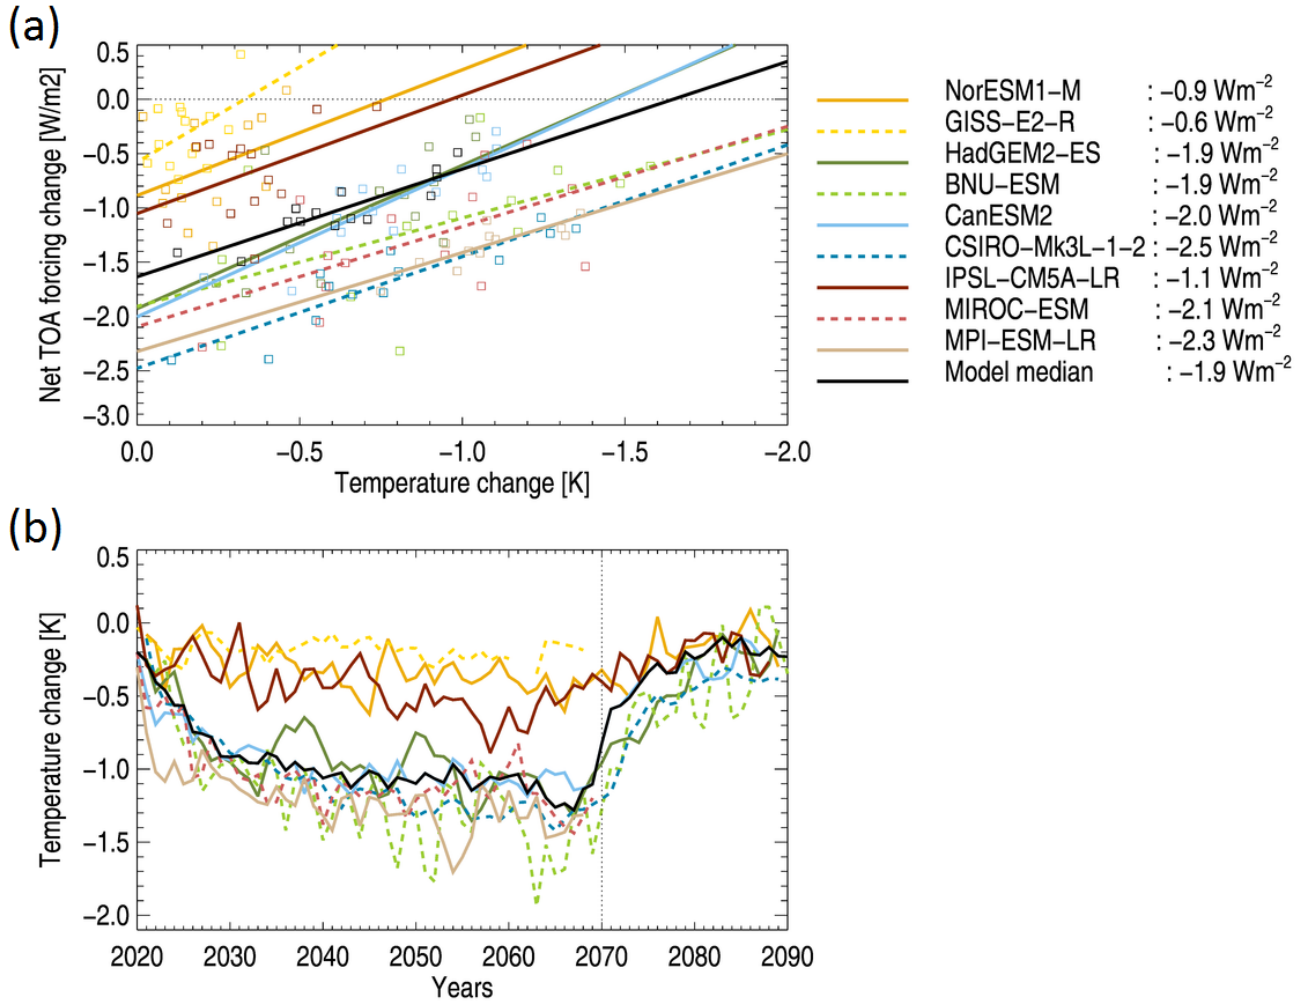 (a)
Net TOA forcing change [W/m2]
0.5
0.0
−0.5
−1.0
−1.5
−2.0
−2.5
−3.0
0.0 −0.5 −1.0 −1.5 −2.0
Temperature change [K]
NorESM1−M : −0.9 Wm⁻²
GISS−E2−R : −0.6 Wm⁻²
HadGEM2−ES : −1.9 Wm⁻²
BNU−ESM : −1.9 Wm⁻²
CanESM2 : −2.0 Wm⁻²
CSIRO−Mk3L−1−2 : −2.5 Wm⁻²
IPSL−CM5A−LR : −1.1 Wm⁻²
MIROC−ESM : −2.1 Wm⁻²
MPI−ESM−LR : −2.3 Wm⁻²
Model median : −1.9 Wm⁻²
(b)
Temperature change [K]
0.5
0.0
−0.5
−1.0
−1.5
−2.0
2020 2030 2040 2050 2060 2070 2080 2090
Years